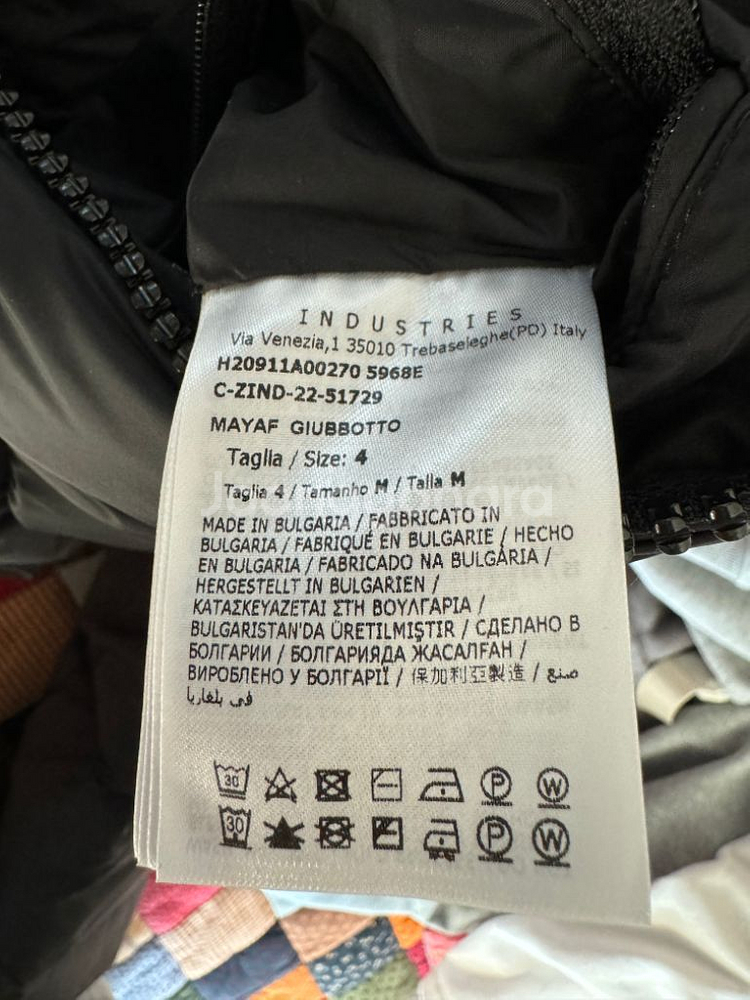 INDUSTRIES
Via Venezia,1 35010 Trebaseleghe(PD) Italy
H20911A00270 5968E
C-ZIND-22-51729
MAYAF GIUBBOTTO
Taglia / Size: 4
Taglia 4 / Tamanho M / Talla M
MADE IN BULGARIA / FABBRICATO IN
BULGARIA / FABRIQUÉ EN BULGARIE / HECHO
EN BULGARIA / FABRICADO NA BULGÁRIA /
HERGESTELLT IN BULGARIEN /
ΚΑΤΑΣΚΕΥΑΖΕΤΑΙ ΣΤΗ ΒΟΥΛΓΑΡΙΑ /
BULGARISTAN'DA ÜRETILMIŞTIR / СДЕЛАНО В
БОЛГАРИИ / БОЛГАРИЯДА ЖАСАЛҒАН /
ВИРОБЛЕНО У БОЛГАРІЇ / 保加利亞製造 / صنع
في بلغاريا
30 P W
30 P W